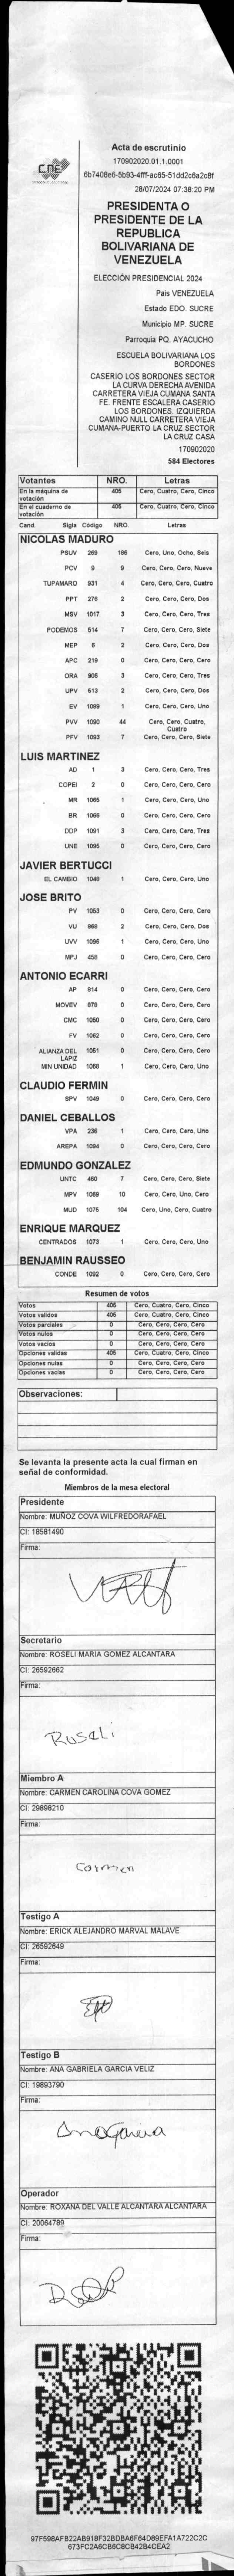 CNE
Acta de escrutinio
170902020.01.1.0001
6b7408e6-5b93-4fff-ac65-51dd2c6a2c8f
28/07/2024 07:38:20 PM
PRESIDENTA O
PRESIDENTE DE LA
REPUBLICA
BOLIVARIANA DE
VENEZUELA
ELECCIÓN PRESIDENCIAL 2024
Pais VENEZUELA
Estado EDO. SUCRE
Municipio MP. SUCRE
Parroquia PQ. AYACUCHO
ESCUELA BOLIVARIANA LOS
BORDONES
CASERIO LOS BORDONES SECTOR
LA CURVA DERECHA AVENIDA
CARRETERA VIEJA CUMANA SANTA
FE. FRENTE ESCALERA CASERIO
LOS BORDONES. IZQUIERDA
CAMINO NULL CARRETERA VIEJA
CUMANA-PUERTO LA CRUZ SECTOR
LA CRUZ CASA
170902020
584 Electores
Votantes NRO. Letras
En la máquina de votación 405 Cero, Cuatro, Cero, Cinco
En el cuaderno de votación 405 Cero, Cuatro, Cero, Cinco
Cand. Sigla Código NRO. Letras
NICOLAS MADURO
PSUV 269 186 Cero, Uno, Ocho, Seis
PCV 9 9 Cero, Cero, Cero, Nueve
TUPAMARO 931 4 Cero, Cero, Cero, Cuatro
PPT 276 2 Cero, Cero, Cero, Dos
MSV 1017 3 Cero, Cero, Cero, Tres
PODEMOS 514 7 Cero, Cero, Cero, Siete
MEP 6 2 Cero, Cero, Cero, Dos
APC 219 0 Cero, Cero, Cero, Cero
ORA 906 3 Cero, Cero, Cero, Tres
UPV 513 2 Cero, Cero, Cero, Dos
EV 1089 1 Cero, Cero, Cero, Uno
PVV 1090 44 Cero, Cero, Cuatro, Cuatro
PFV 1093 7 Cero, Cero, Cero, Siete
LUIS MARTINEZ
AD 1 3 Cero, Cero, Cero, Tres
COPEI 2 0 Cero, Cero, Cero, Cero
MR 1065 1 Cero, Cero, Cero, Uno
BR 1066 0 Cero, Cero, Cero, Cero
DDP 1091 3 Cero, Cero, Cero, Tres
UNE 1095 0 Cero, Cero, Cero, Cero
JAVIER BERTUCCI
EL CAMBIO 1048 1 Cero, Cero, Cero, Uno
JOSE BRITO
PV 1053 0 Cero, Cero, Cero, Cero
VU 968 2 Cero, Cero, Cero, Dos
UVV 1096 1 Cero, Cero, Cero, Uno
MPJ 458 0 Cero, Cero, Cero, Cero
ANTONIO ECARRI
AP 914 0 Cero, Cero, Cero, Cero
MOVEV 878 0 Cero, Cero, Cero, Cero
CMC 1050 0 Cero, Cero, Cero, Cero
FV 1062 0 Cero, Cero, Cero, Cero
ALIANZA DEL LAPIZ 1051 0 Cero, Cero, Cero, Cero
MIN UNIDAD 1068 1 Cero, Cero, Cero, Uno
CLAUDIO FERMIN
SPV 1049 0 Cero, Cero, Cero, Cero
DANIEL CEBALLOS
VPA 236 1 Cero, Cero, Cero, Uno
AREPA 1094 0 Cero, Cero, Cero, Cero
EDMUNDO GONZALEZ
UNTC 460 7 Cero, Cero, Cero, Siete
MPV 1069 10 Cero, Cero, Uno, Cero
MUD 1075 104 Cero, Uno, Cero, Cuatro
ENRIQUE MARQUEZ
CENTRADOS 1073 1 Cero, Cero, Cero, Uno
BENJAMIN RAUSSEO
CONDE 1092 0 Cero, Cero, Cero, Cero
Resumen de votos
Votos 405 Cero, Cuatro, Cero, Cinco
Votos validos 405 Cero, Cuatro, Cero, Cinco
Votos parciales 0 Cero, Cero, Cero, Cero
Votos nulos 0 Cero, Cero, Cero, Cero
Votos vacios 0 Cero, Cero, Cero, Cero
Opciones validas 405 Cero, Cuatro, Cero, Cinco
Opciones nulas 0 Cero, Cero, Cero, Cero
Opciones vacias 0 Cero, Cero, Cero, Cero
Observaciones:
Se levanta la presente acta la cual firman en
señal de conformidad.
Miembros de la mesa electoral
Presidente
Nombre: MUÑOZ COVA WILFREDORAFAEL
CI: 18581490
Firma:
Secretario
Nombre: ROSELI MARIA GOMEZ ALCANTARA
CI: 26592662
Firma:
Roseli
Miembro A
Nombre: CARMEN CAROLINA COVA GOMEZ
CI: 29898210
Firma:
Carmen
Testigo A
Nombre: ERICK ALEJANDRO MARVAL MALAVE
CI: 26592649
Firma:
Testigo B
Nombre: ANA GABRIELA GARCIA VELIZ
CI: 19893790
Firma:
AnaGarcia
Operador
Nombre: ROXANA DEL VALLE ALCANTARA ALCANTARA
CI: 20064789
Firma:
97F598AFB22AB918F32BDBA6F64D89EFA1A722C2C
673FC2A6CB6C8CB42B4CEA2